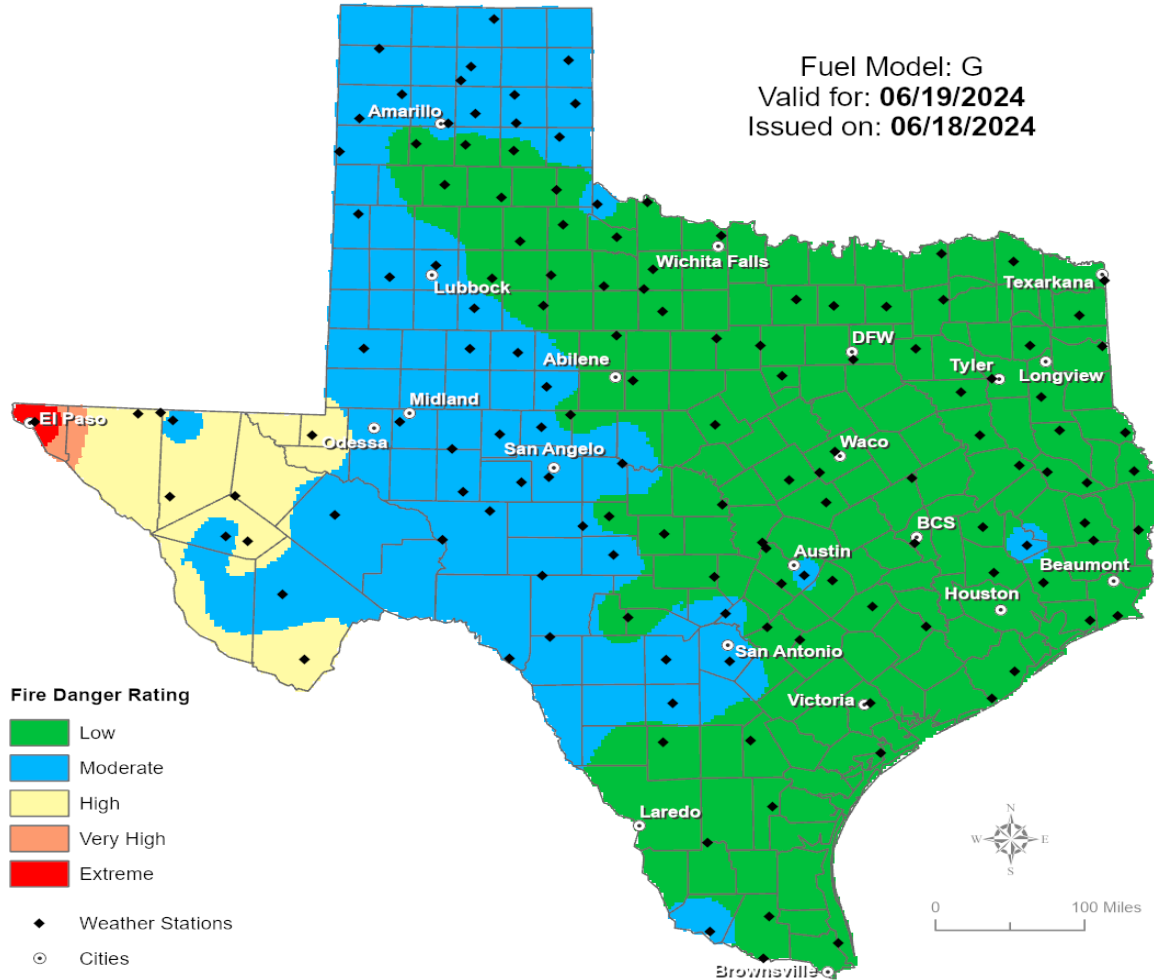 Fuel Model: G
Valid for: 06/19/2024
Issued on: 06/18/2024
Amarillo
Wichita Falls
Lubbock
Texarkana
DFW
Abilene
Tyler
Longview
Midland
El Paso
Odessa
San Angelo
Waco
BCS
Austin
Beaumont
Houston
San Antonio
Victoria
Laredo
Brownsville
Fire Danger Rating
Low
Moderate
High
Very High
Extreme
Weather Stations
Cities
N
W E
S
0 100 Miles